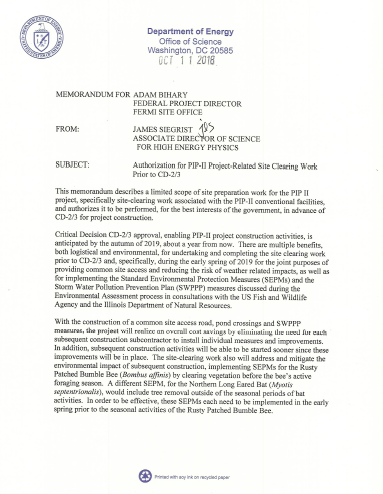 Department of Energy
Office of Science
Washington, DC 20585
OCT 11 2018
MEMORANDUM FOR ADAM BIHARY
FEDERAL PROJECT DIRECTOR
FERMI SITE OFFICE
FROM: JAMES SIEGRIST
ASSOCIATE DIRECTOR OF SCIENCE
FOR HIGH ENERGY PHYSICS
SUBJECT: Authorization for PIP-II Project-Related Site Clearing Work
Prior to CD-2/3
This memorandum describes a limited scope of site preparation work for the PIP II
project, specifically site-clearing work associated with the PIP-II conventional facilities,
and authorizes it to be performed, for the best interests of the government, in advance of
CD-2/3 for project construction.
Critical Decision CD-2/3 approval, enabling PIP-II project construction activities, is
anticipated by the autumn of 2019, about a year from now. There are multiple benefits,
both logistical and environmental, for undertaking and completing the site clearing work
prior to CD-2/3 and, specifically, during the early spring of 2019 for the joint purposes of
providing common site access and reducing the risk of weather related impacts, as well as
for implementing the Standard Environmental Protection Measures (SEPMs) and the
Storm Water Pollution Prevention Plan (SWPPP) measures discussed during the
Environmental Assessment process in consultations with the US Fish and Wildlife
Agency and the Illinois Department of Natural Resources.
With the construction of a common site access road, pond crossings and SWPPP
measures, the project will realize on overall cost savings by eliminating the need for each
subsequent construction subcontractor to install individual measures and improvements.
In addition, subsequent construction activities will be able to be started sooner since these
improvements will be in place. The site-clearing work also will address and mitigate the
environmental impact of subsequent construction, implementing SEPMs for the Rusty
Patched Bumble Bee (Bombus affinis) by clearing vegetation before the bee's active
foraging season. A different SEPM, for the Northern Long Eared Bat (Myotis
septentrionalis), would include tree removal outside of the seasonal periods of bat
activities. In order to be effective, these SEPMs each need to be implemented in the early
spring prior to the seasonal activities of the Rusty Patched Bumble Bee.
Printed with soy ink on recycled paper